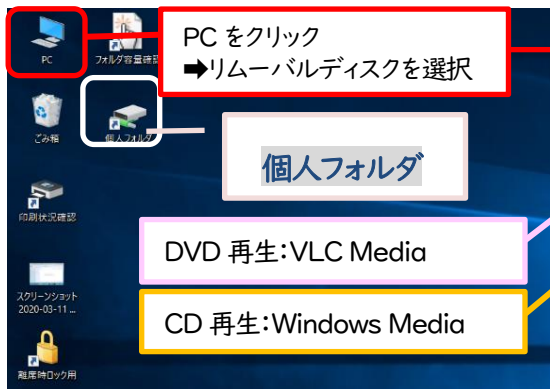 PC
フォルダ容量確認
PC をクリック
➡リムーバルディスクを選択
ごみ箱
個人フォルダ
個人フォルダ
印刷状況確認
DVD 再生:VLC Media
スクリーンショット
2020-03-11 ...
CD 再生:Windows Media
離席時ロック用